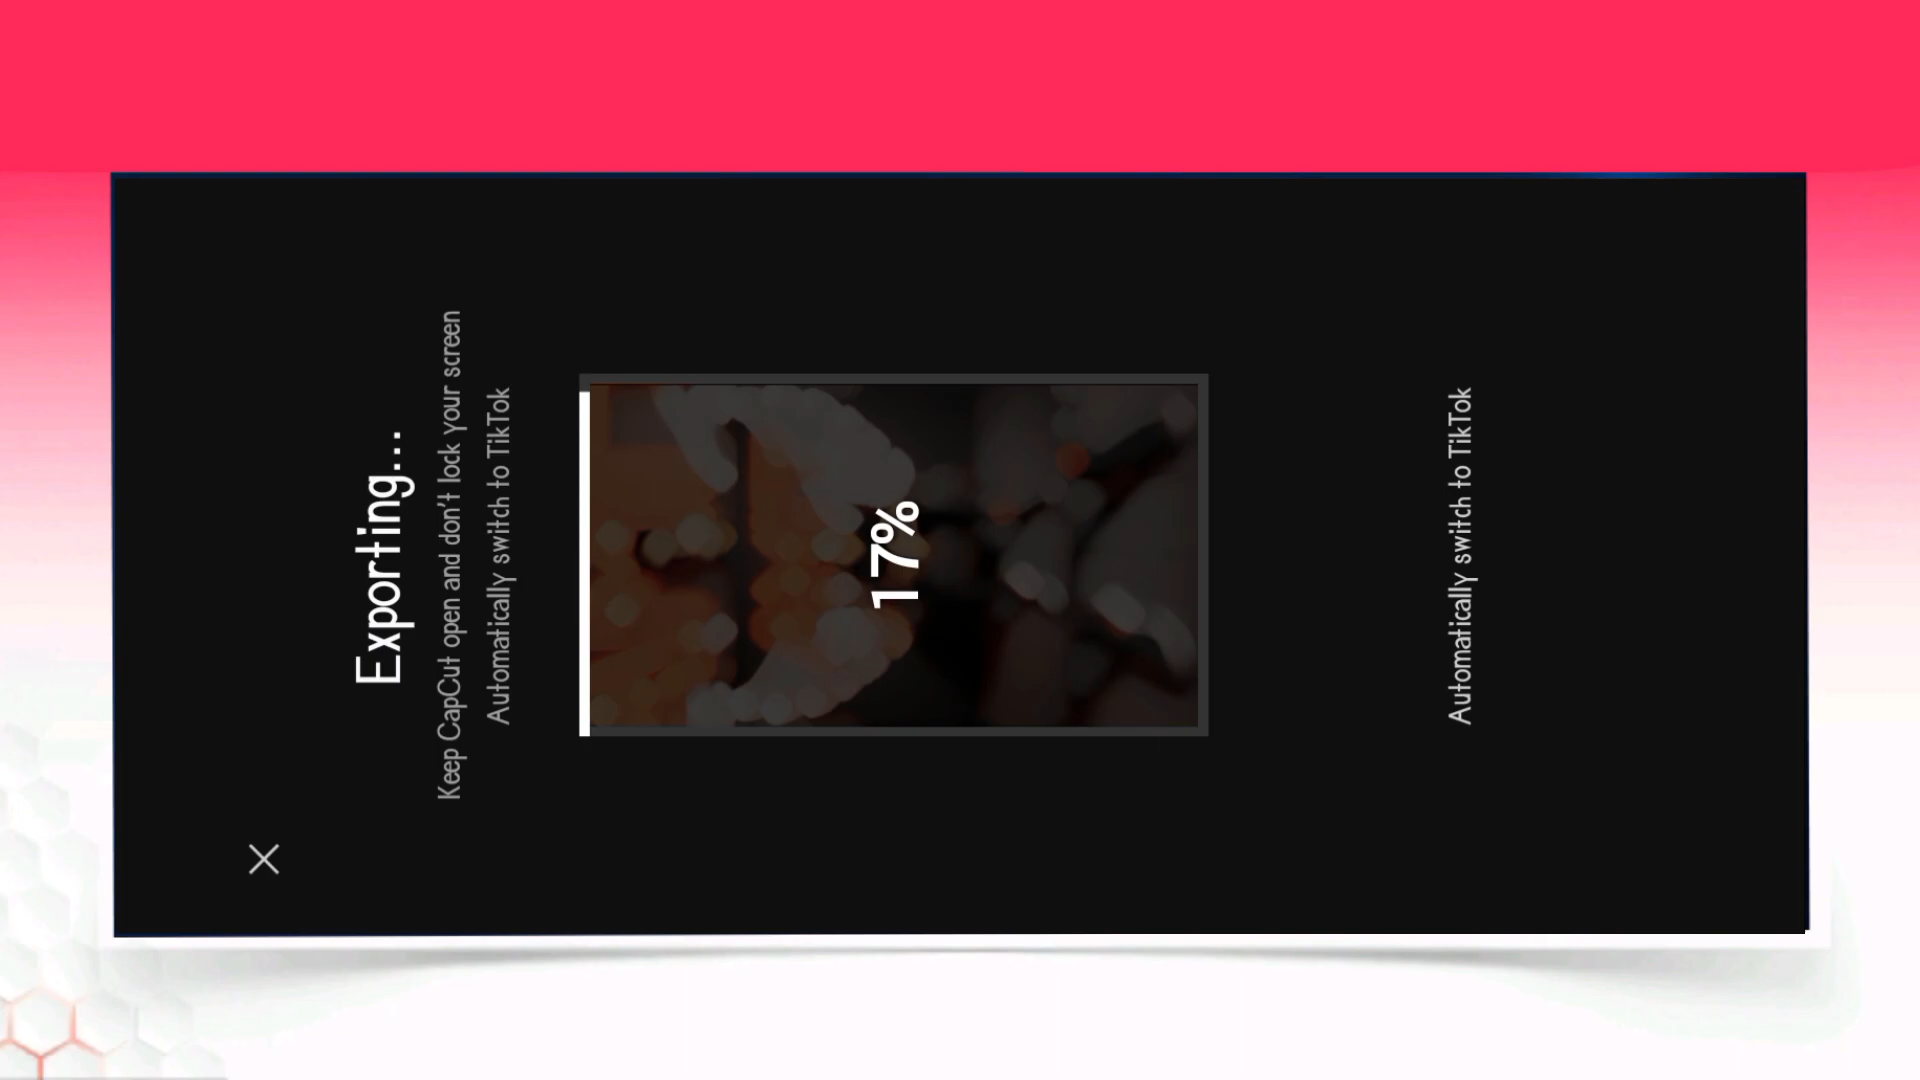 Exporting...
Keep CapCut open and don't lock your screen
Automatically switch to TikTok
17%
Automatically switch to TikTok